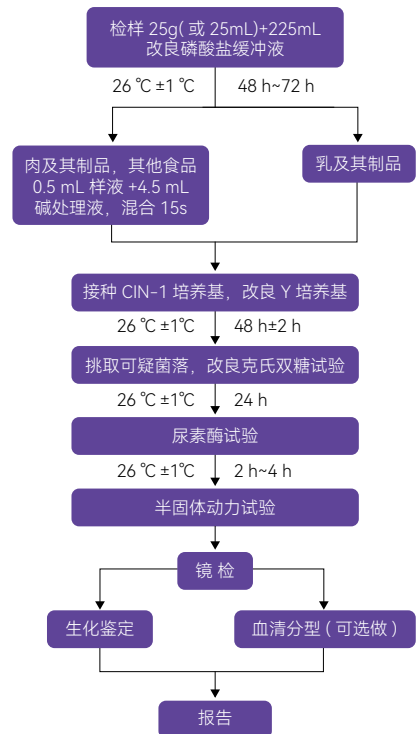 检样 25g( 或 25mL)+225mL
改良磷酸盐缓冲液
26 ℃ ±1 ℃ 48 h~72 h
肉及其制品，其他食品
0.5 mL 样液 +4.5 mL
碱处理液，混合 15s
乳及其制品
接种 CIN-1 培养基，改良 Y 培养基
26 ℃ ±1℃ 48 h±2 h
挑取可疑菌落，改良克氏双糖试验
26 ℃ ±1℃ 24 h
尿素酶试验
26 ℃ ±1℃ 2 h~4 h
半固体动力试验
镜 检
生化鉴定
血清分型 ( 可选做 )
报告